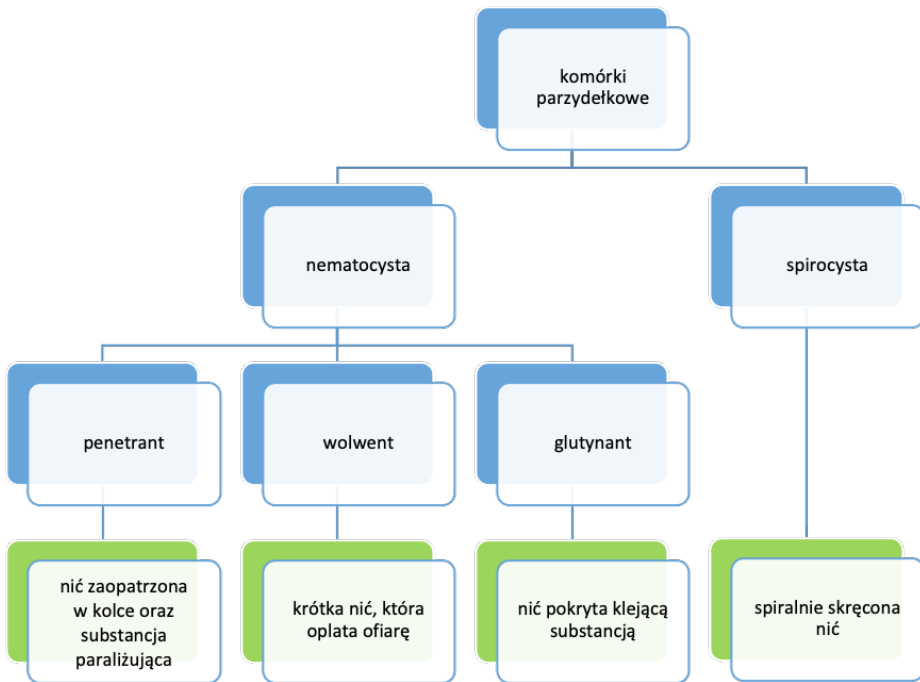 komórki
parzydełkowe
nematocysta
spirocysta
penetrant
wolwent
glutynant
nić zaopatrzona
w kolce oraz
substancja
paraliżująca
krótka nić, która
oplata ofiarę
nić pokryta klejącą
substancją
spiralnie skręcona
nić